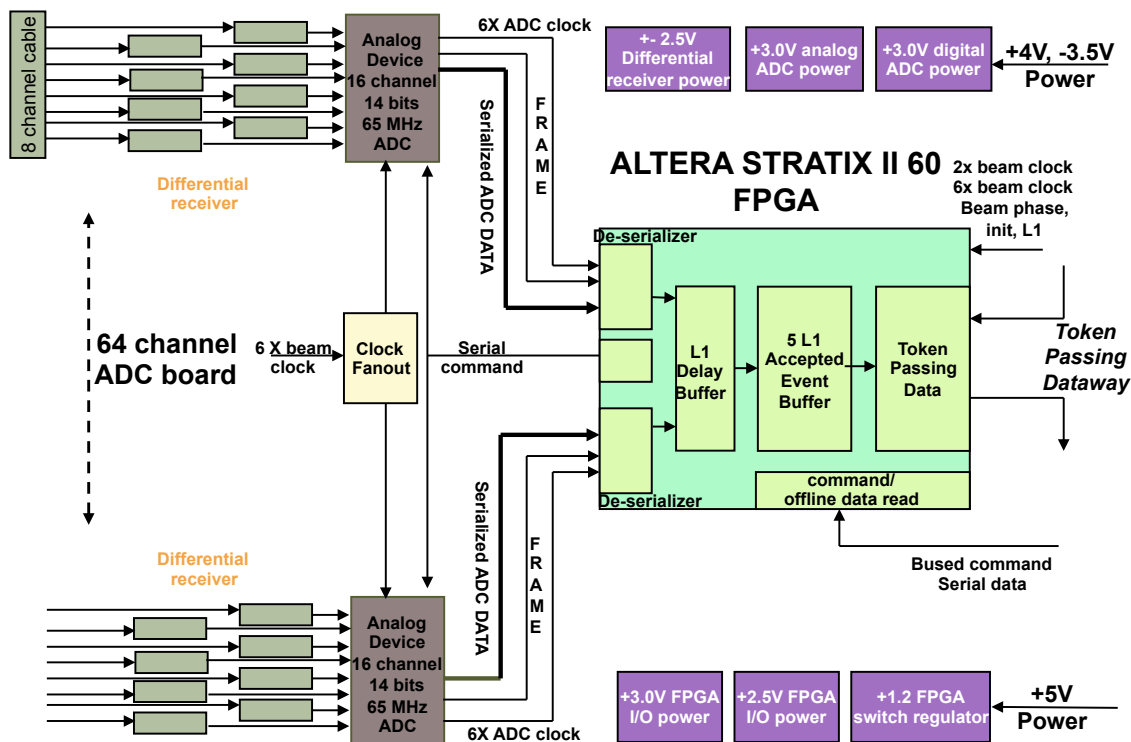 8 channel cable
Analog
Device
16 channel
14 bits
65 MHz
ADC
6X ADC clock
FRAME
Serialized ADC DATA
+- 2.5V
Differential
receiver power
+3.0V analog
ADC power
+3.0V digital
ADC power
+4V, -3.5V
Power
Differential
receiver
ALTERA STRATIX II 60
FPGA
2x beam clock
6x beam clock
Beam phase,
init, L1
De-serializer
64 channel
ADC board
6 X beam
clock
Clock
Fanout
Serial
command
L1
Delay
Buffer
5 L1
Accepted
Event
Buffer
Token
Passing
Data
Token
Passing
Dataway
command/
offline data read
De-serializer
Bused command
Serial data
Differential
receiver
Serialized ADC DATA
FRAME
Analog
Device
16 channel
14 bits
65 MHz
ADC
6X ADC clock
+3.0V FPGA
I/O power
+2.5V FPGA
I/O power
+1.2 FPGA
switch regulator
+5V
Power